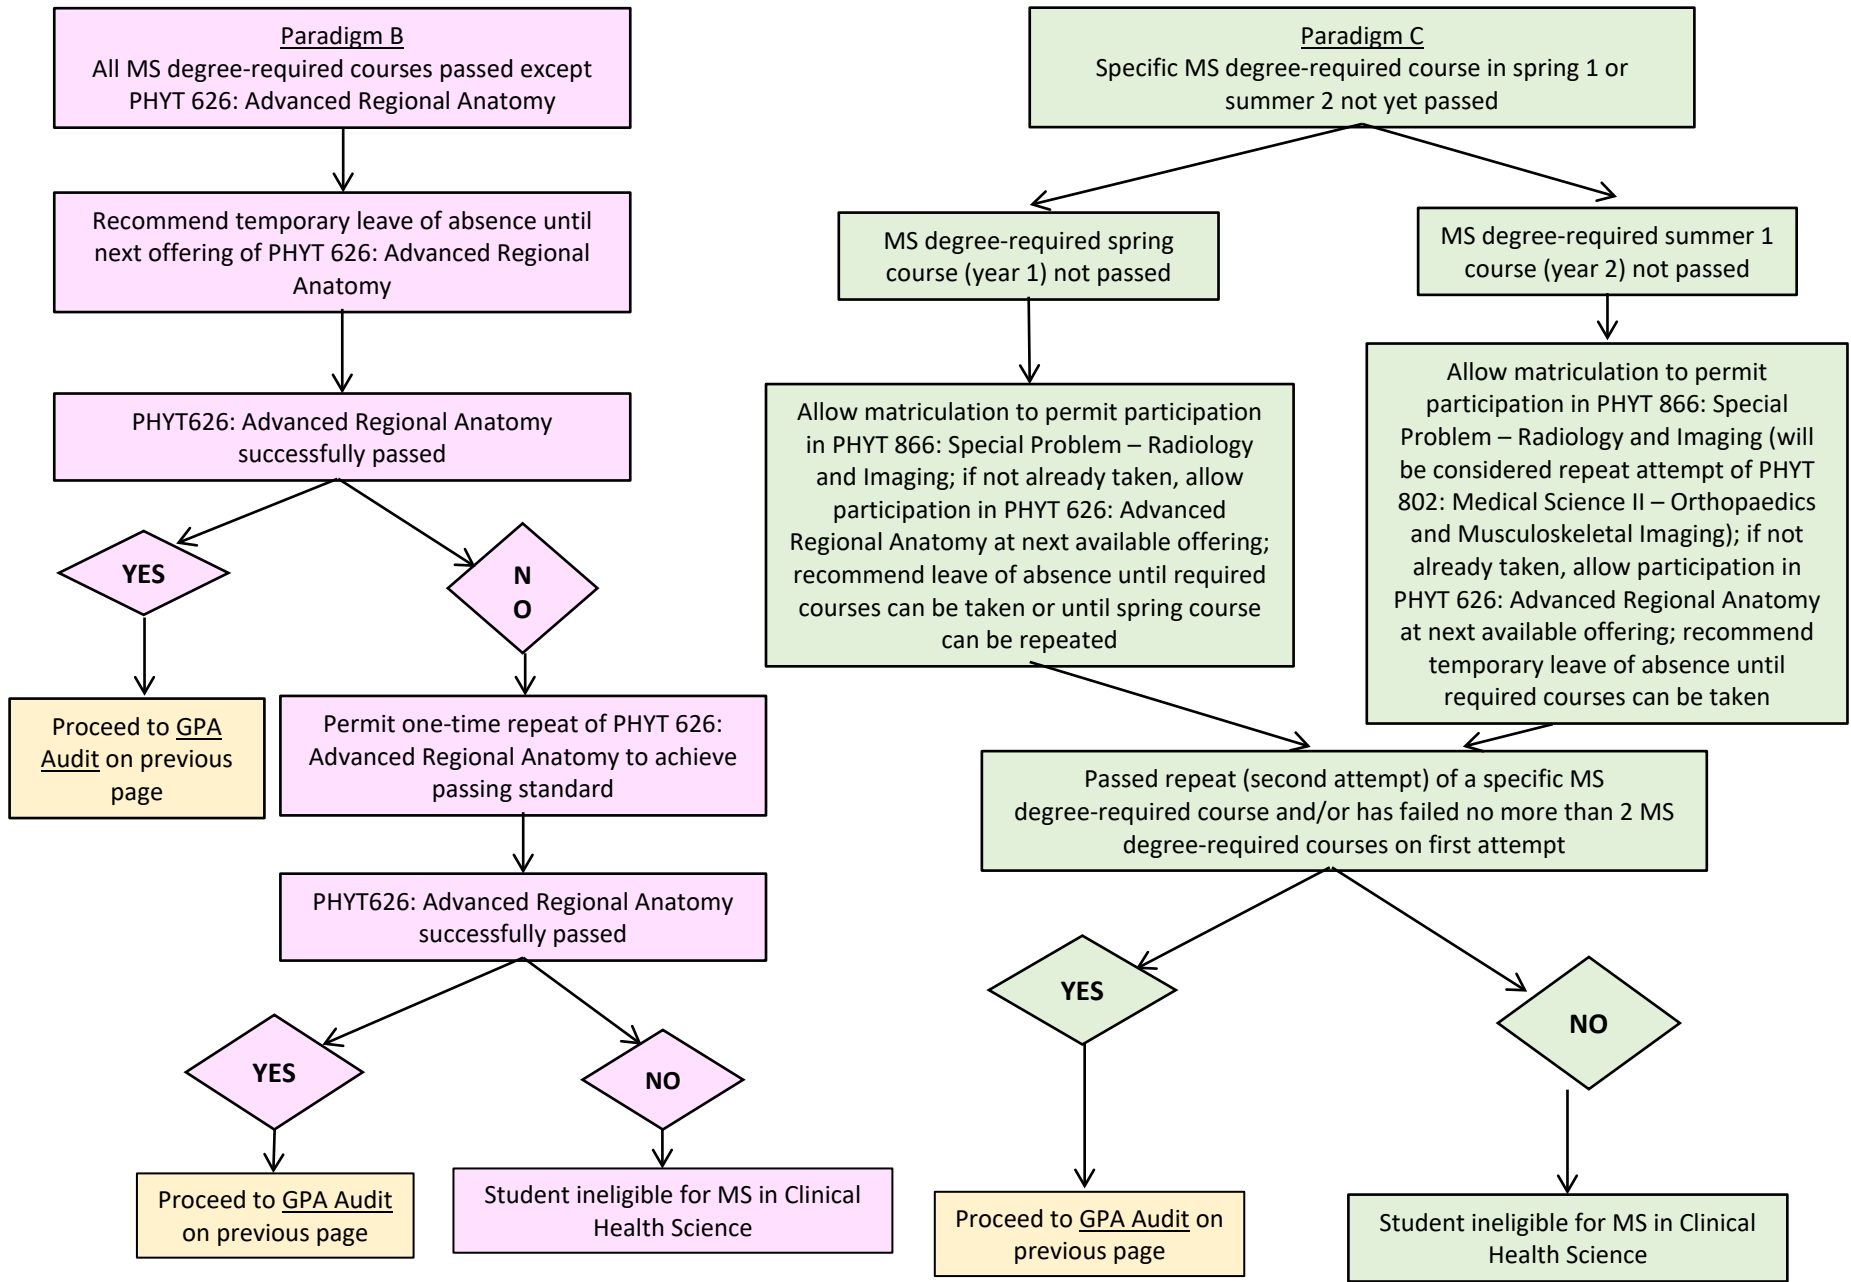 Paradigm B
All MS degree-required courses passed except
PHYT 626: Advanced Regional Anatomy
Recommend temporary leave of absence until
next offering of PHYT 626: Advanced Regional
Anatomy
PHYT626: Advanced Regional Anatomy
successfully passed
YES
N
O
Proceed to GPA
Audit on previous
page
Permit one-time repeat of PHYT 626:
Advanced Regional Anatomy to achieve
passing standard
PHYT626: Advanced Regional Anatomy
successfully passed
YES
NO
Proceed to GPA Audit
on previous page
Student ineligible for MS in Clinical
Health Science
Paradigm C
Specific MS degree-required course in spring 1 or
summer 2 not yet passed
MS degree-required spring
course (year 1) not passed
MS degree-required summer 1
course (year 2) not passed
Allow matriculation to permit participation
in PHYT 866: Special Problem – Radiology
and Imaging; if not already taken, allow
participation in PHYT 626: Advanced
Regional Anatomy at next available offering;
recommend leave of absence until required
courses can be taken or until spring course
can be repeated
Allow matriculation to permit
participation in PHYT 866: Special
Problem – Radiology and Imaging (will
be considered repeat attempt of PHYT
802: Medical Science II – Orthopaedics
and Musculoskeletal Imaging); if not
already taken, allow participation in
PHYT 626: Advanced Regional Anatomy
at next available offering; recommend
temporary leave of absence until
required courses can be taken
Passed repeat (second attempt) of a specific MS
degree-required course and/or has failed no more than 2 MS
degree-required courses on first attempt
YES
NO
Proceed to GPA Audit on
previous page
Student ineligible for MS in Clinical
Health Science